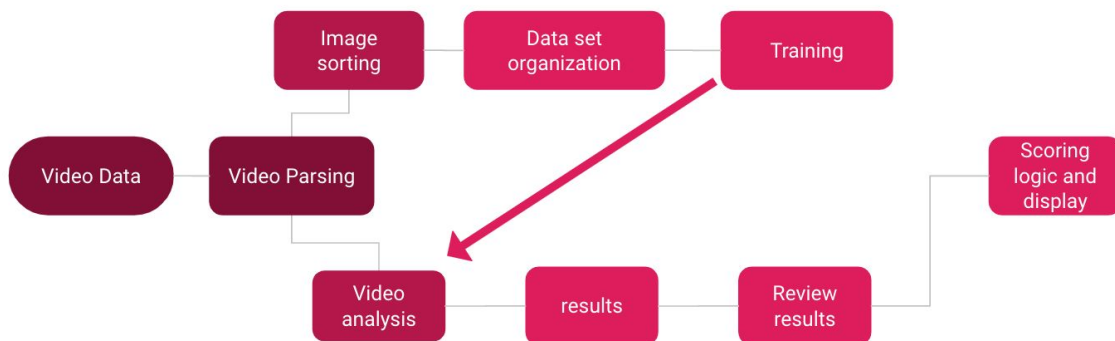 Image
sorting
Data set
organization
Training
Video Data
Video Parsing
Scoring
logic and
display
Video
analysis
results
Review
results